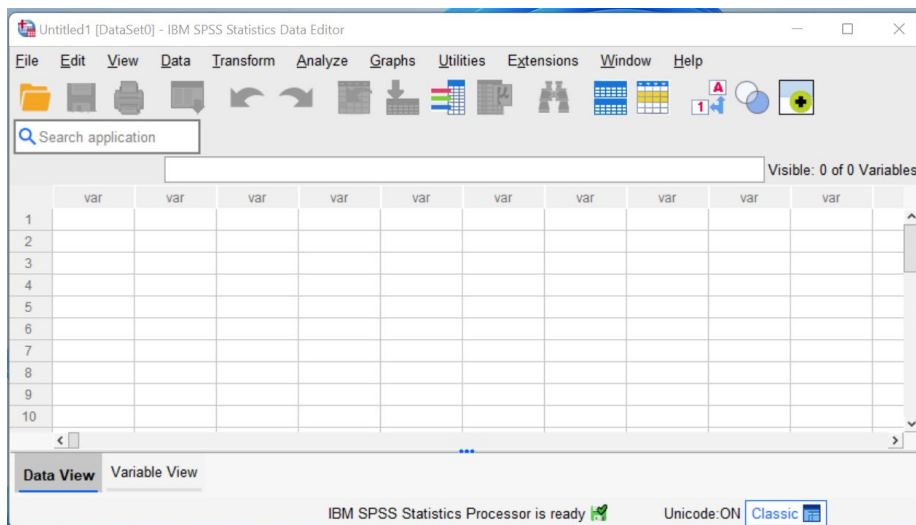 Untitled1 [DataSet0] - IBM SPSS Statistics Data Editor
File Edit View Data Transform Analyze Graphs Utilities Extensions Window Help
A
1
μ
Search application
Visible: 0 of 0 Variables
var var var var var var var var var var
1
2
3
4
5
6
7
8
9
10
Data View Variable View
IBM SPSS Statistics Processor is ready Unicode:ON Classic